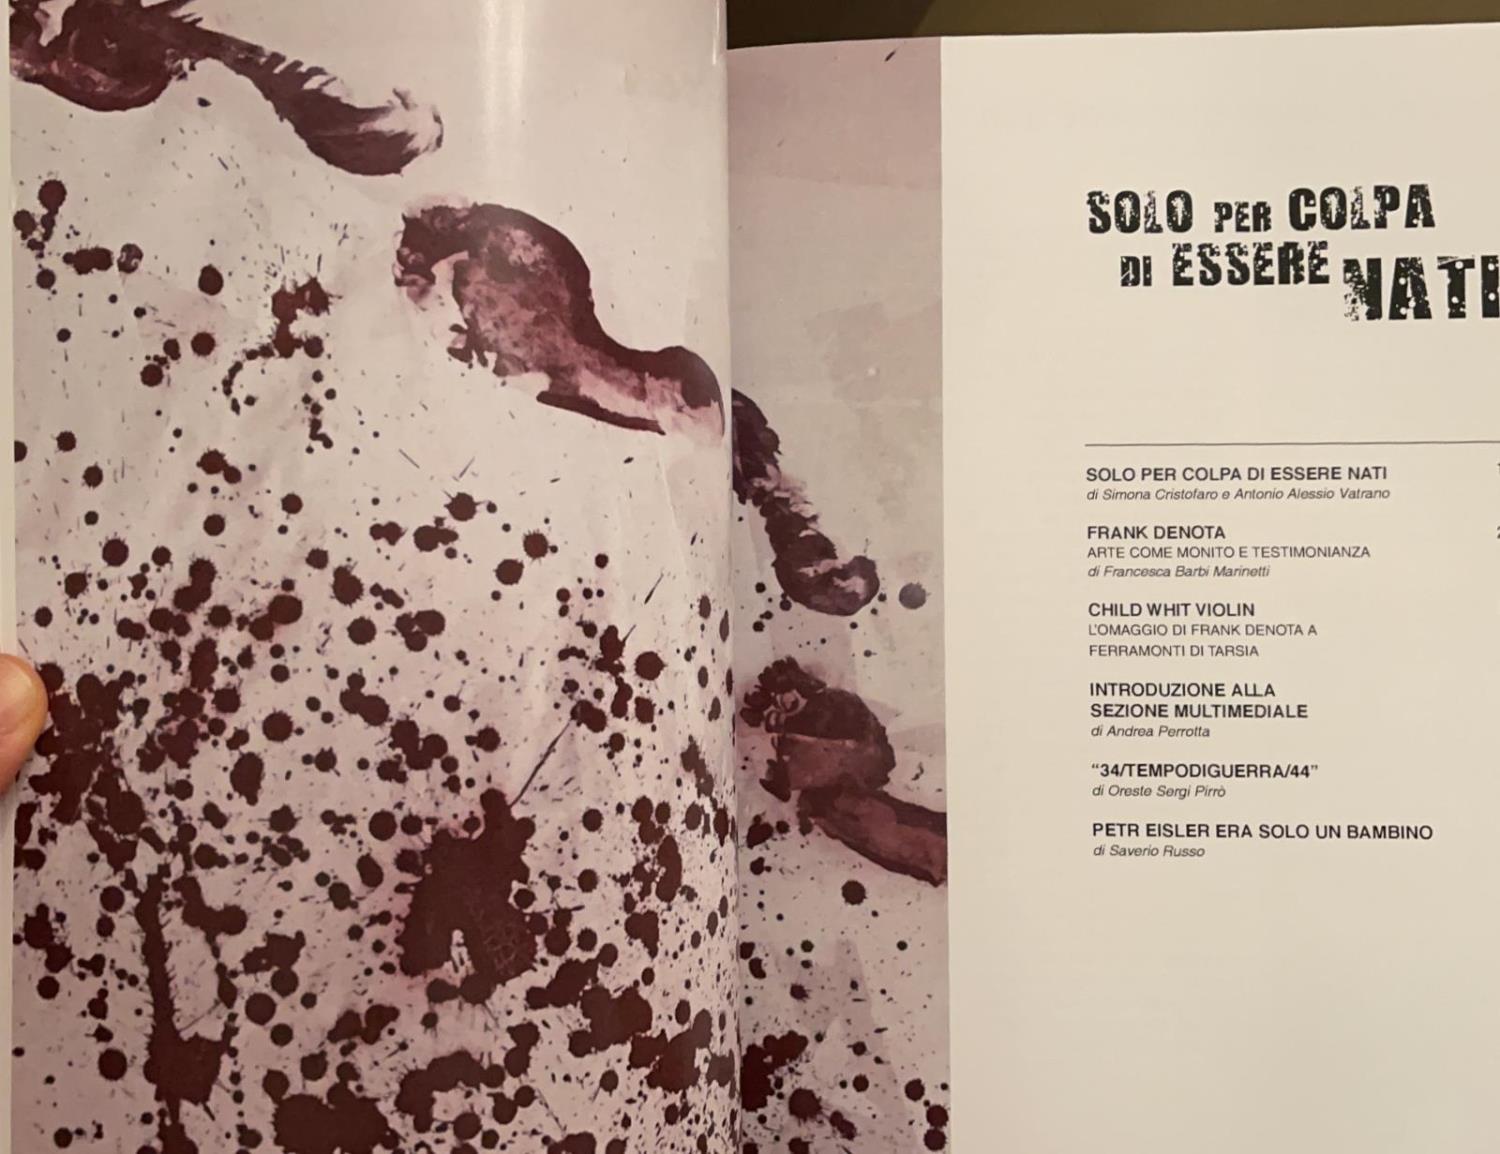 SOLO PER COLPA
DI ESSERE NATI
SOLO PER COLPA DI ESSERE NATI
di Simona Cristofaro e Antonio Alessio Vatrano
FRANK DENOTA
ARTE COME MONITO E TESTIMONIANZA
di Francesca Barbi Marinetti
CHILD WHIT VIOLIN
L'OMAGGIO DI FRANK DENOTA A
FERRAMONTI DI TARSIA
INTRODUZIONE ALLA
SEZIONE MULTIMEDIALE
di Andrea Perrotta
“34/TEMPODIGUERRA/44”
di Oreste Sergi Pirrò
PETR EISLER ERA SOLO UN BAMBINO
di Saverio Russo